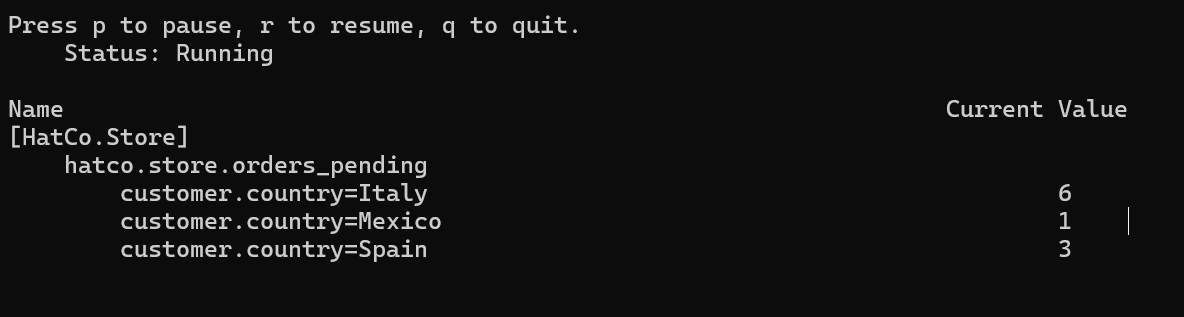 Press p to pause, r to resume, q to quit.
    Status: Running

Name                                                               Current Value
[HatCo.Store]
    hatco.store.orders_pending
        customer.country=Italy                                             6
        customer.country=Mexico                                            1
        customer.country=Spain                                             3